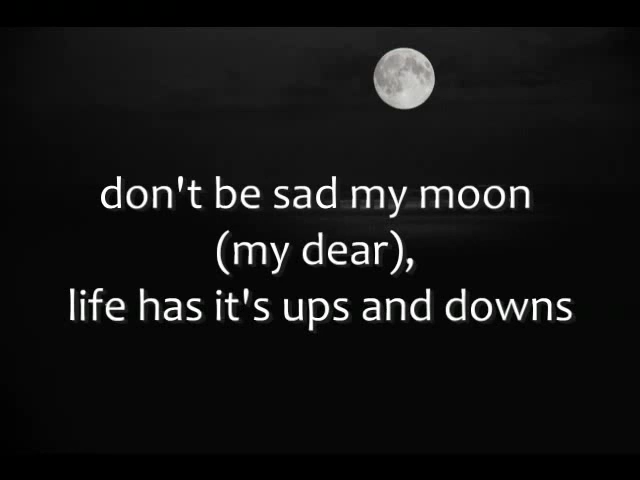 don't be sad my moon
(my dear),
life has it's ups and downs